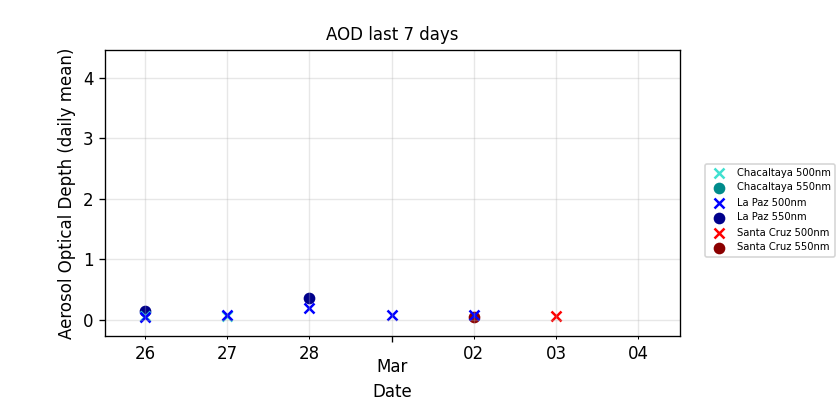 AOD last 7 days
Aerosol Optical Depth (daily mean)
4
3
2
1
0
26
27
28
Mar
02
03
04
Date
Chacaltaya 500nm
Chacaltaya 550nm
La Paz 500nm
La Paz 550nm
Santa Cruz 500nm
Santa Cruz 550nm